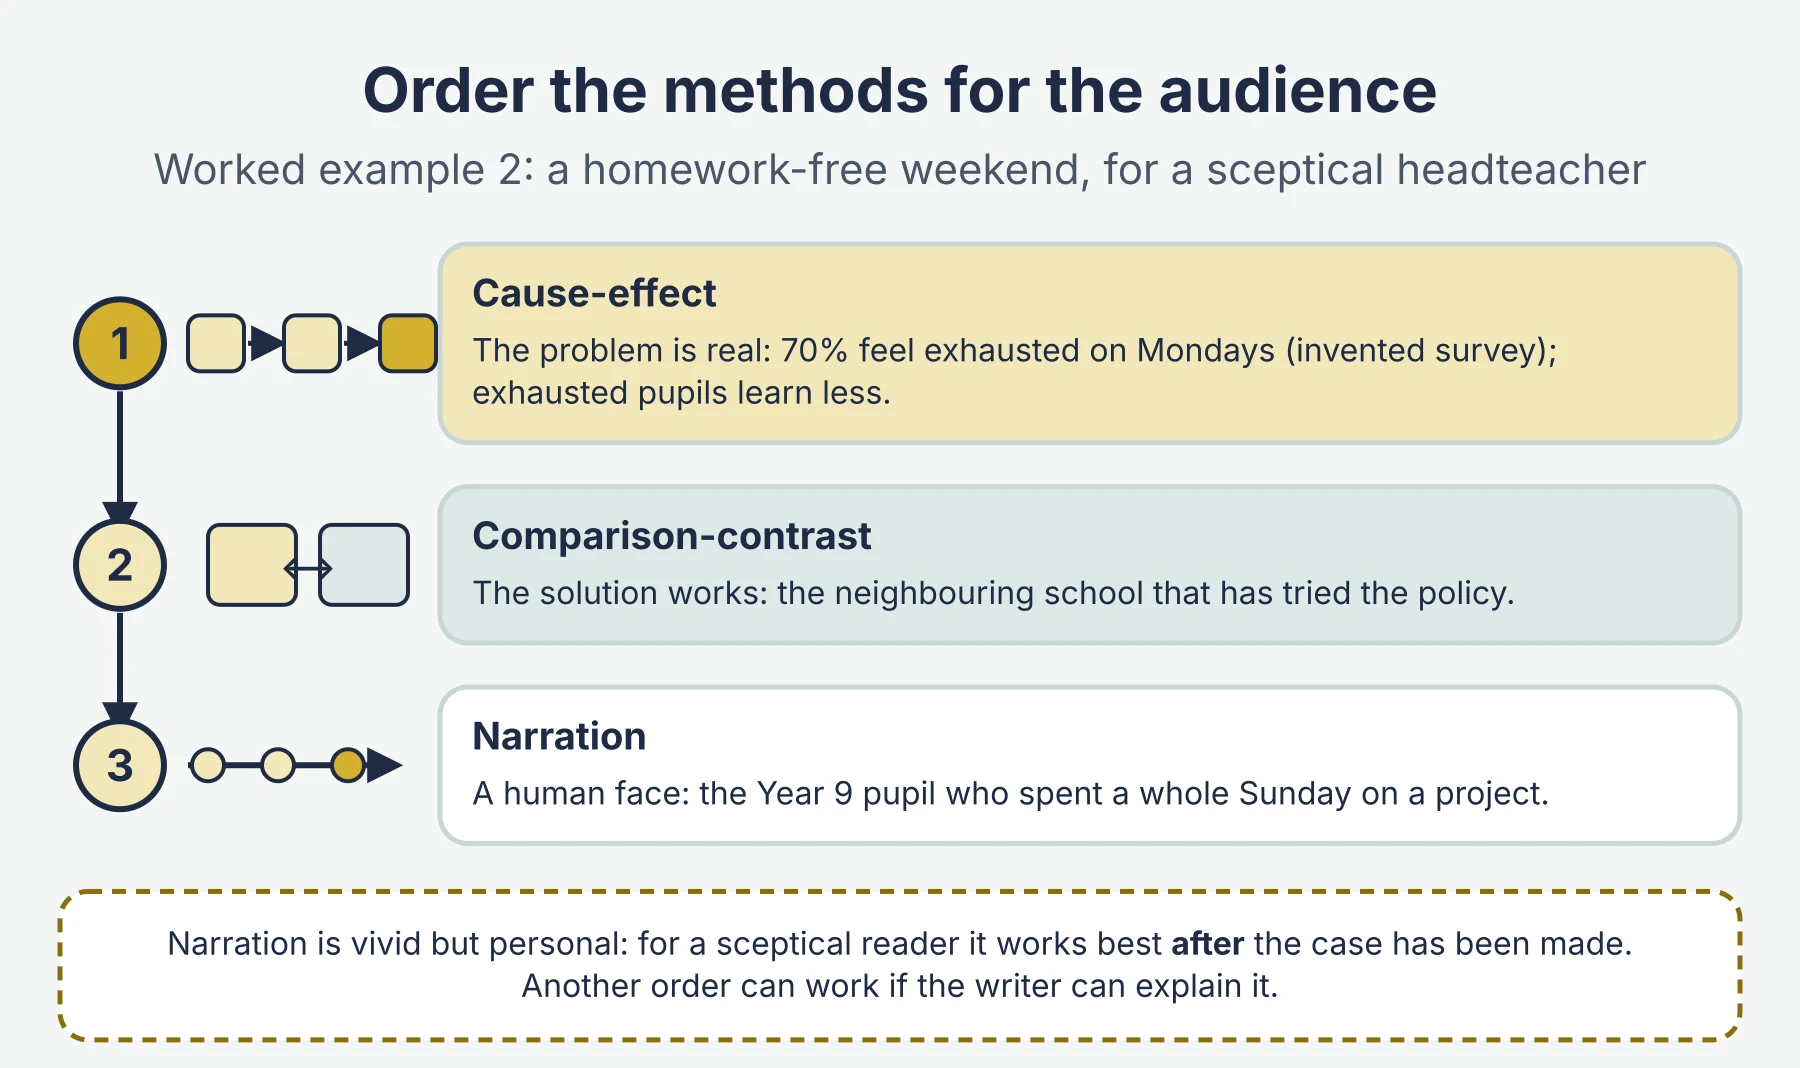 Order the methods for the audience
Worked example 2: a homework-free weekend, for a sceptical headteacher
1
Cause-effect
The problem is real: 70% feel exhausted on Mondays (invented survey);
exhausted pupils learn less.
2
Comparison-contrast
The solution works: the neighbouring school that has tried the policy.
3
Narration
A human face: the Year 9 pupil who spent a whole Sunday on a project.
Narration is vivid but personal: for a sceptical reader it works best after the case has been made.
Another order can work if the writer can explain it.